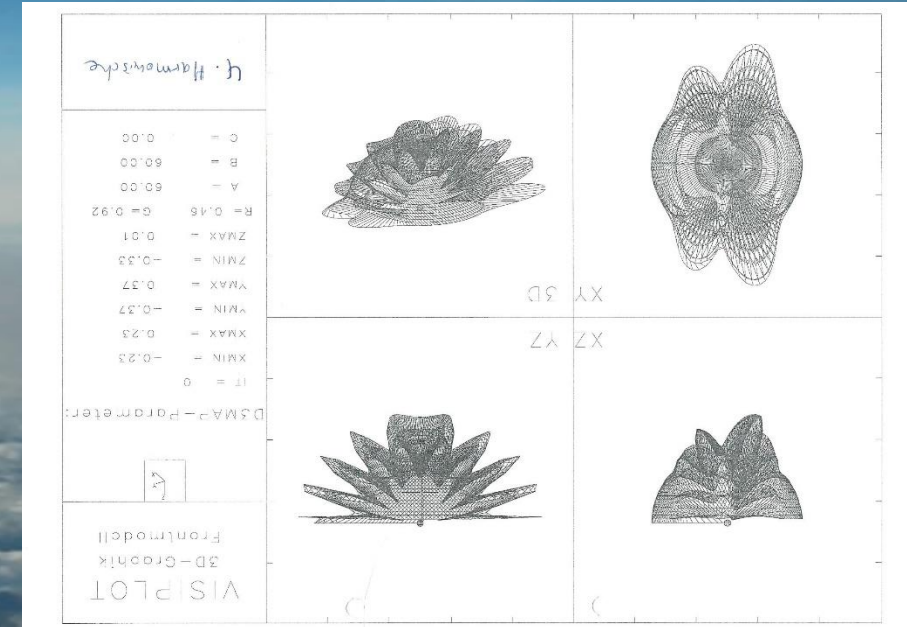 XZ YZ
XY 3D
VISIPLOT
3D-Graphik
Frontmodell
D3MAP-Parameter:
IT = 0
XMIN = -0.23
XMAX = 0.23
YMIN = -0.37
YMAX = 0.37
ZMIN = -0.33
ZMAX = 0.01
R= 0.46 G= 0.92
A = 60.00
B = 60.00
C = 0.00
4. Harmonische